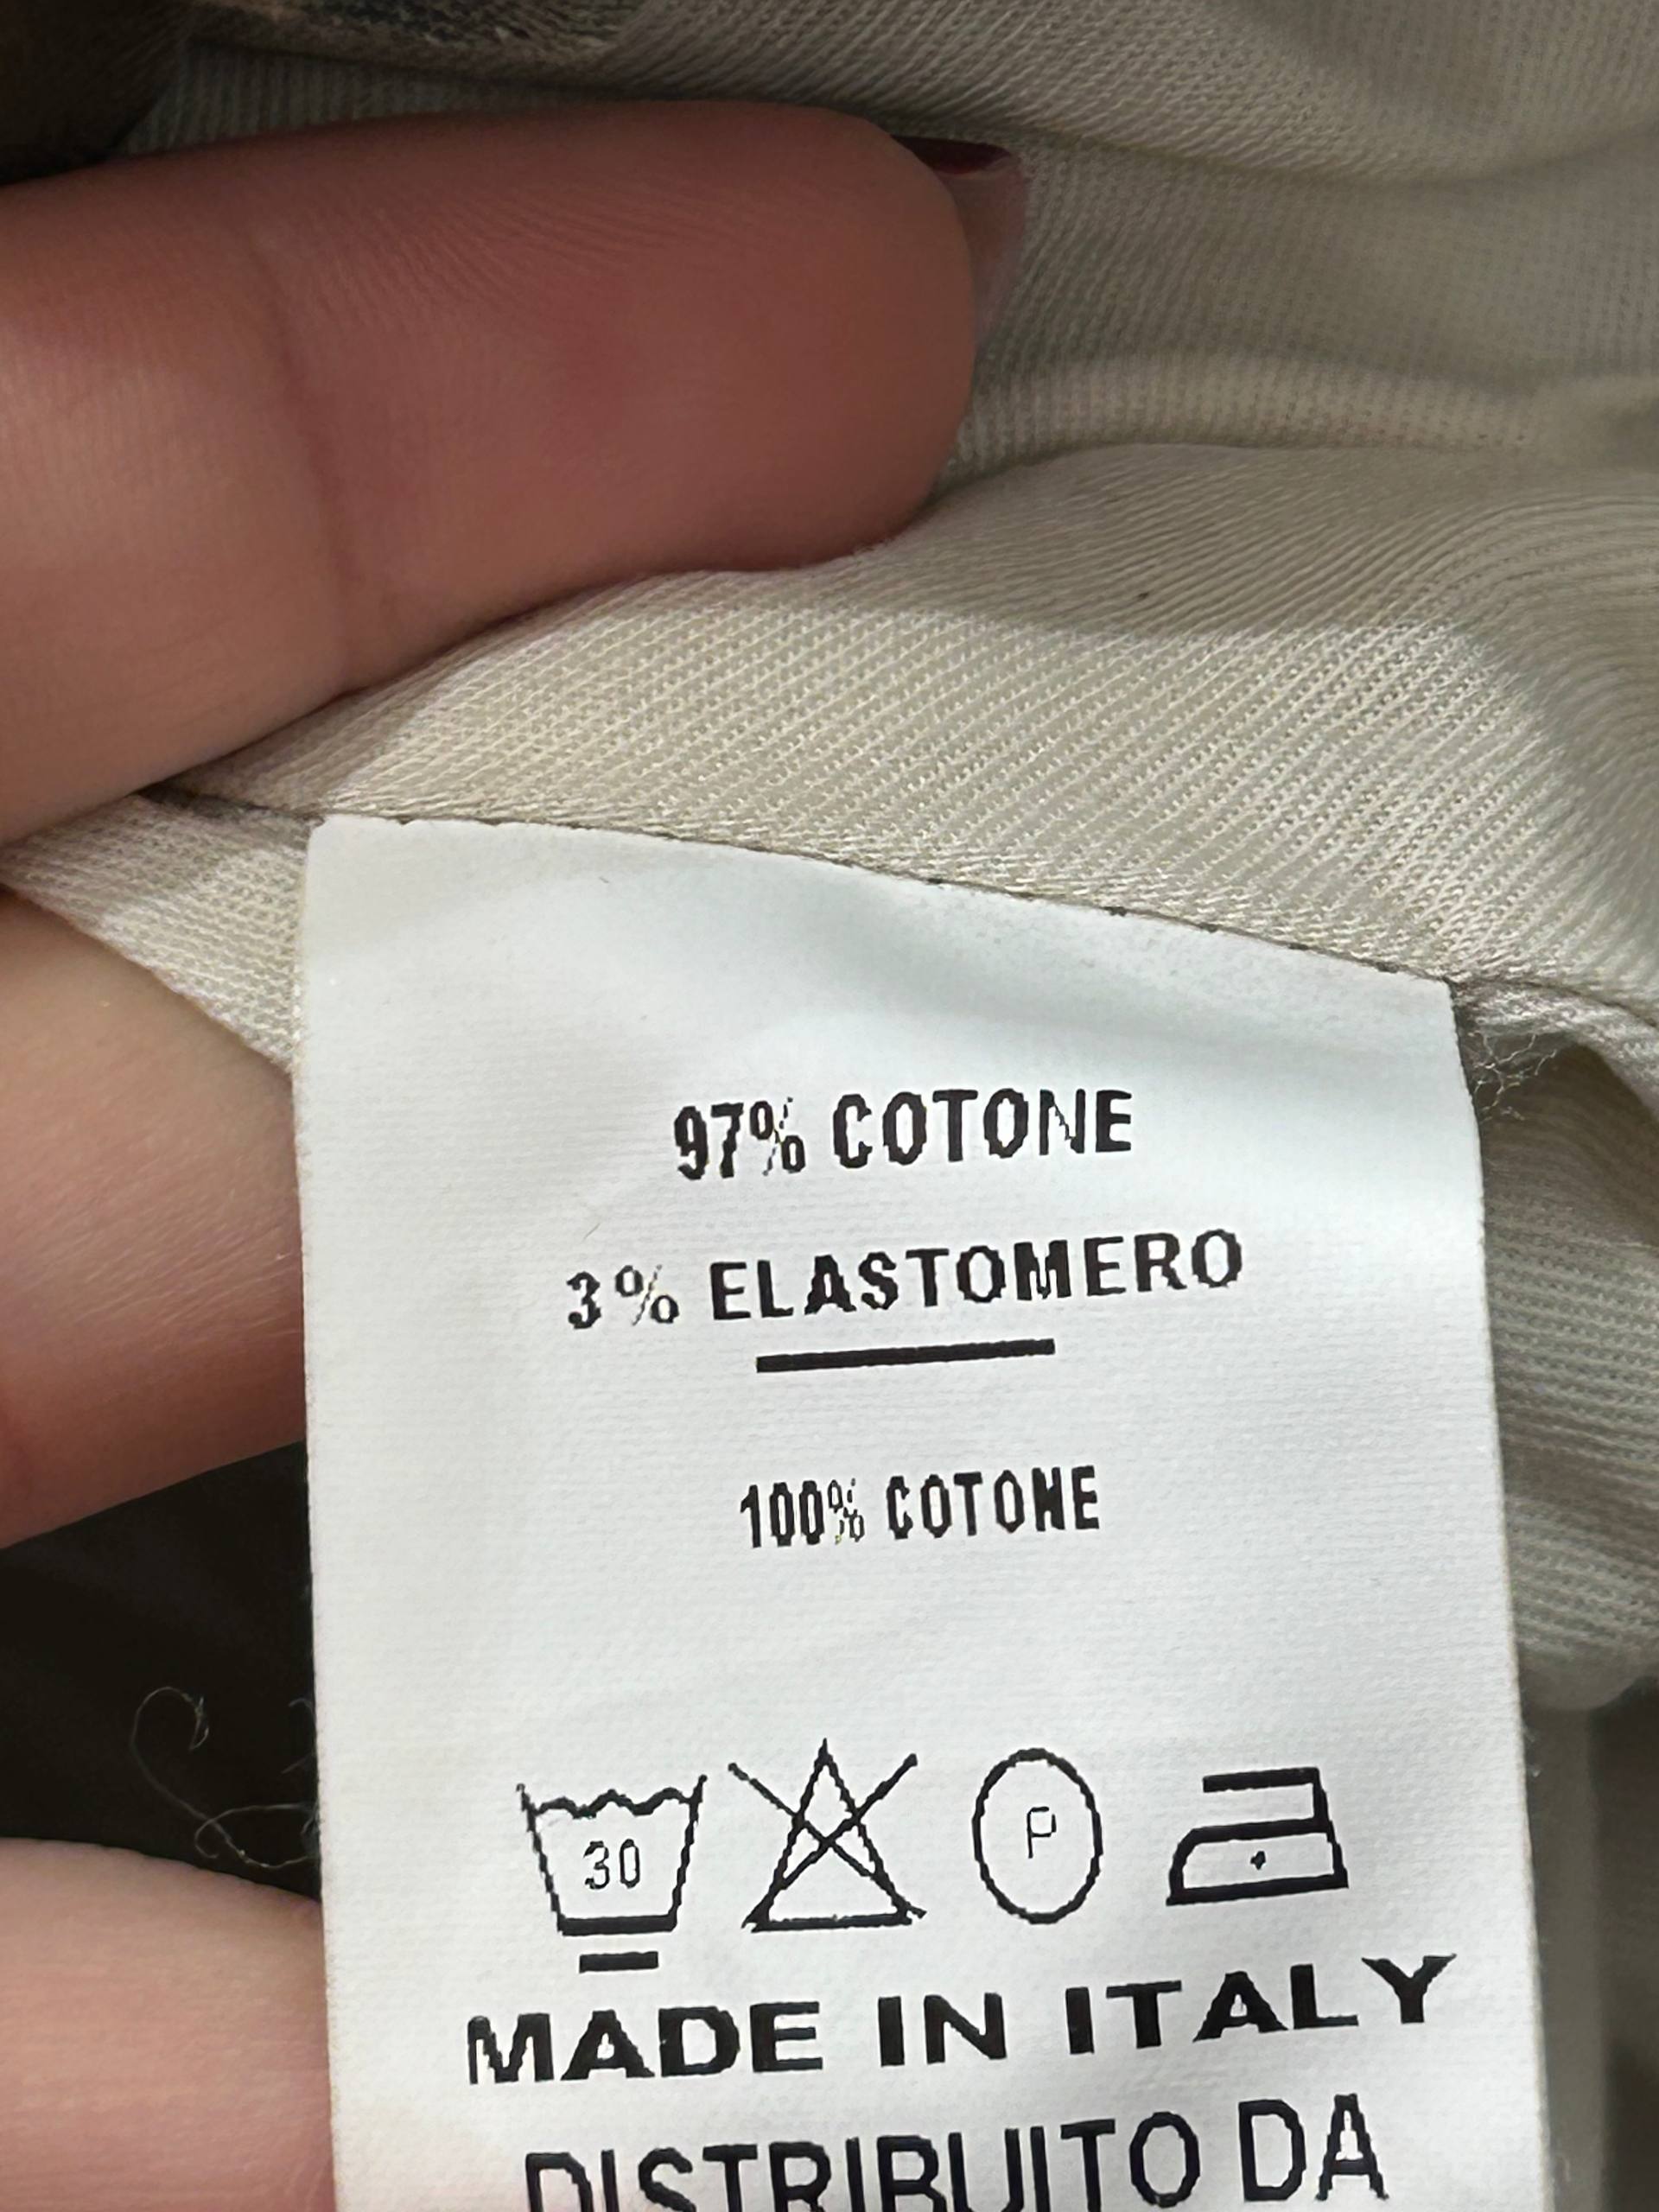 97% COTONE
3% ELASTOMERO
100% COTONE
30 P
MADE IN ITALY
DISTRIBUITO DA